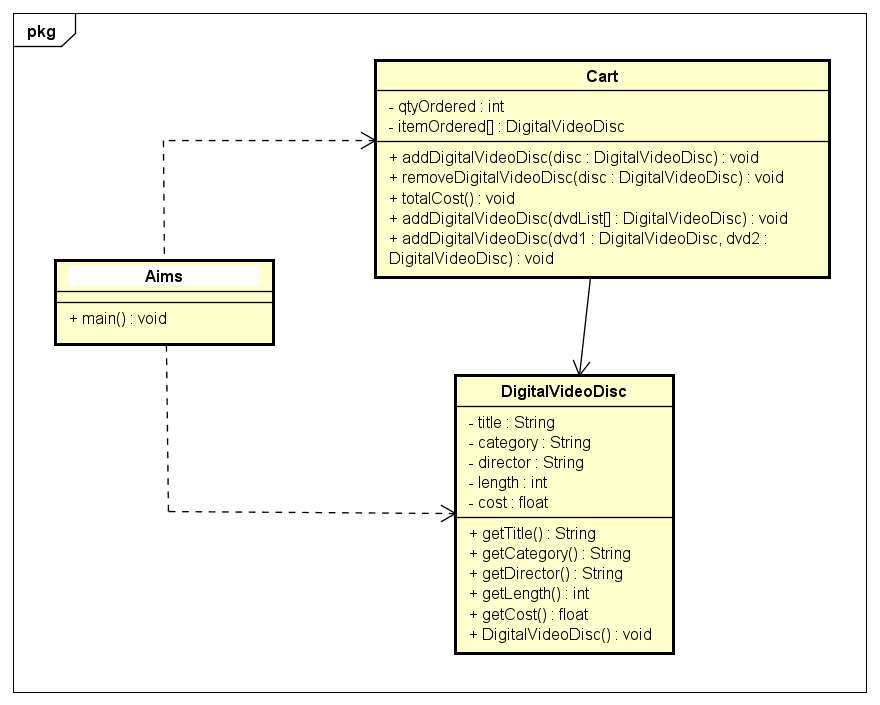 pkg
Cart
- qtyOrdered : int
- itemOrdered[] : DigitalVideoDisc
+ addDigitalVideoDisc(disc : DigitalVideoDisc) : void
+ removeDigitalVideoDisc(disc : DigitalVideoDisc) : void
+ totalCost() : void
+ addDigitalVideoDisc(dvdList[] : DigitalVideoDisc) : void
+ addDigitalVideoDisc(dvd1 : DigitalVideoDisc, dvd2 :
DigitalVideoDisc) : void
Aims
+ main() : void
DigitalVideoDisc
- title : String
- category : String
- director : String
- length : int
- cost : float
+ getTitle() : String
+ getCategory() : String
+ getDirector() : String
+ getLength() : int
+ getCost() : float
+ DigitalVideoDisc() : void